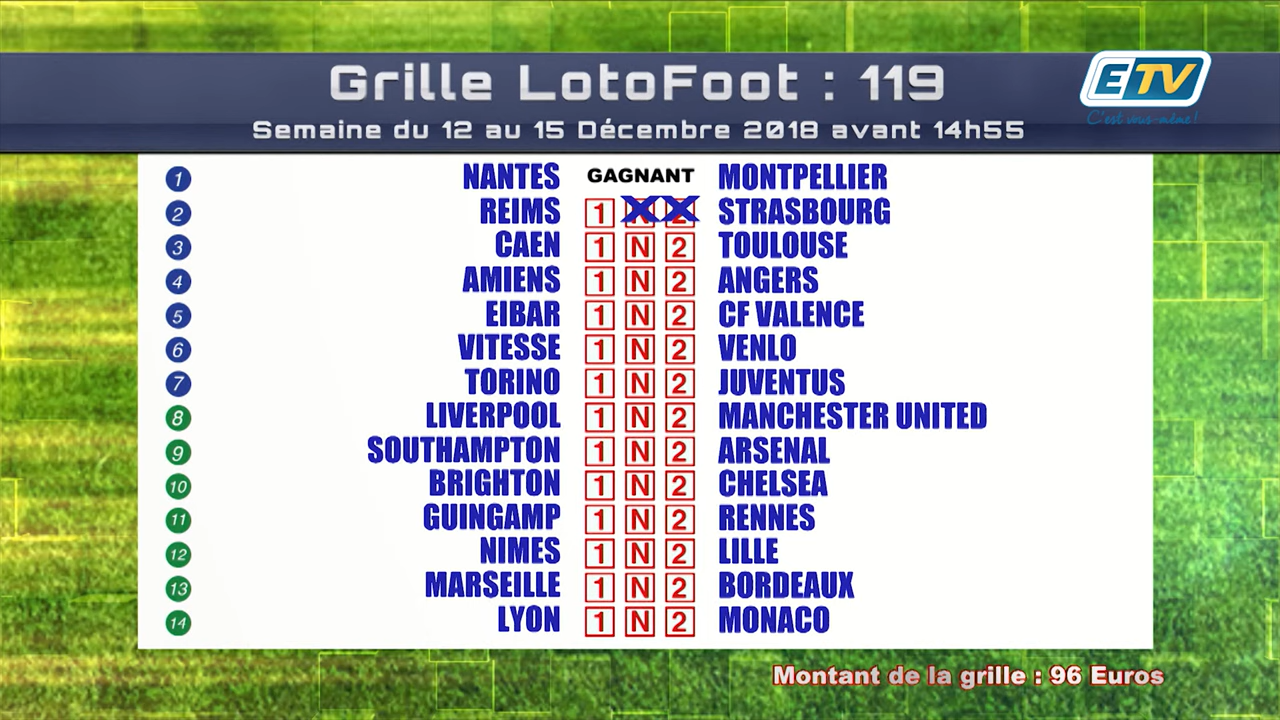 Grille LotoFoot : 119
ETV
C'est vous-même !
Semaine du 12 au 15 Décembre 2018 avant 14h55
1 NANTES GAGNANT MONTPELLIER
2 REIMS 1 N 2 STRASBOURG
3 CAEN 1 N 2 TOULOUSE
4 AMIENS 1 N 2 ANGERS
5 EIBAR 1 N 2 CF VALENCE
6 VITESSE 1 N 2 VENLO
7 TORINO 1 N 2 JUVENTUS
8 LIVERPOOL 1 N 2 MANCHESTER UNITED
9 SOUTHAMPTON 1 N 2 ARSENAL
10 BRIGHTON 1 N 2 CHELSEA
11 GUINGAMP 1 N 2 RENNES
12 NIMES 1 N 2 LILLE
13 MARSEILLE 1 N 2 BORDEAUX
14 LYON 1 N 2 MONACO
Montant de la grille : 96 Euros